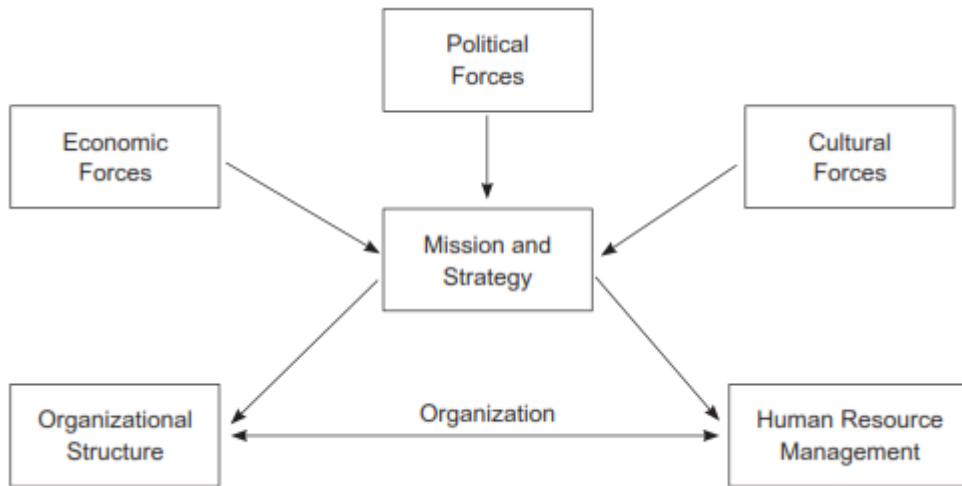 Political
Forces
Economic
Forces
Cultural
Forces
Mission and
Strategy
Organizational
Structure
Organization
Human Resource
Management